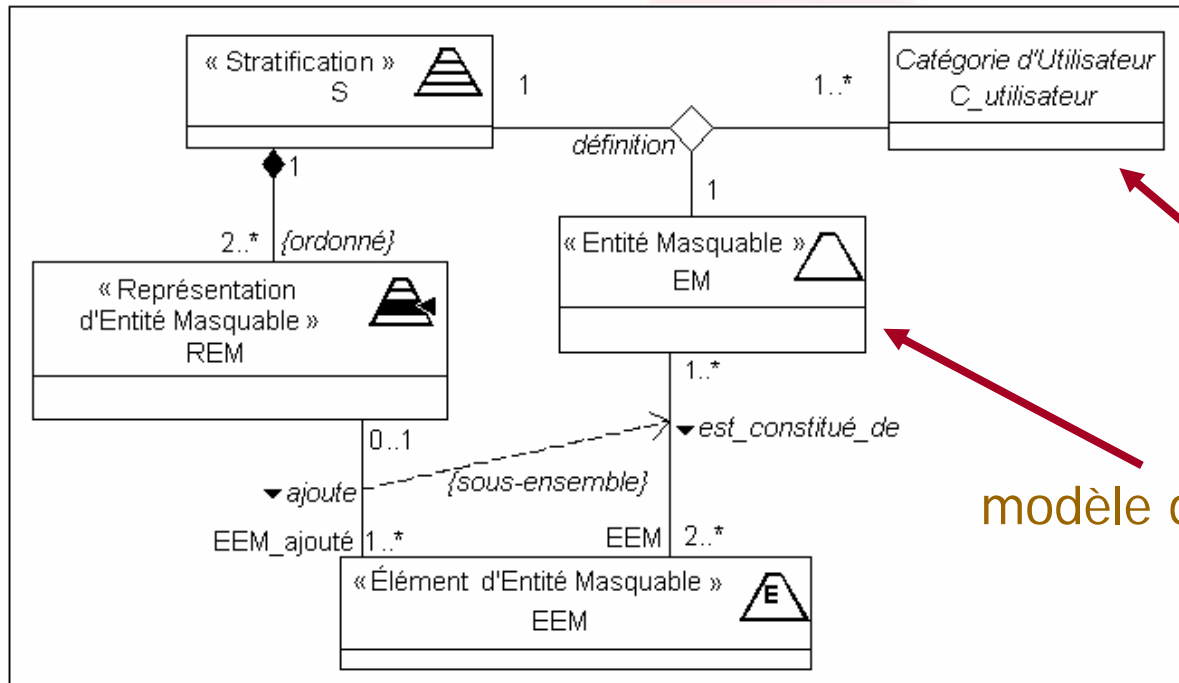 « Stratification »
S
1
1..*
Catégorie d'Utilisateur
C_utilisateur
définition
1
1
2..*
{ordonné}
« Entité Masquable »
EM
« Représentation
d'Entité Masquable »
REM
1..*
0..1
est_constitué_de
ajoute
{sous-ensemble}
EEM_ajouté
1..*
EEM
2..*
modèle
« Élément d'Entité Masquable »
EEM
E